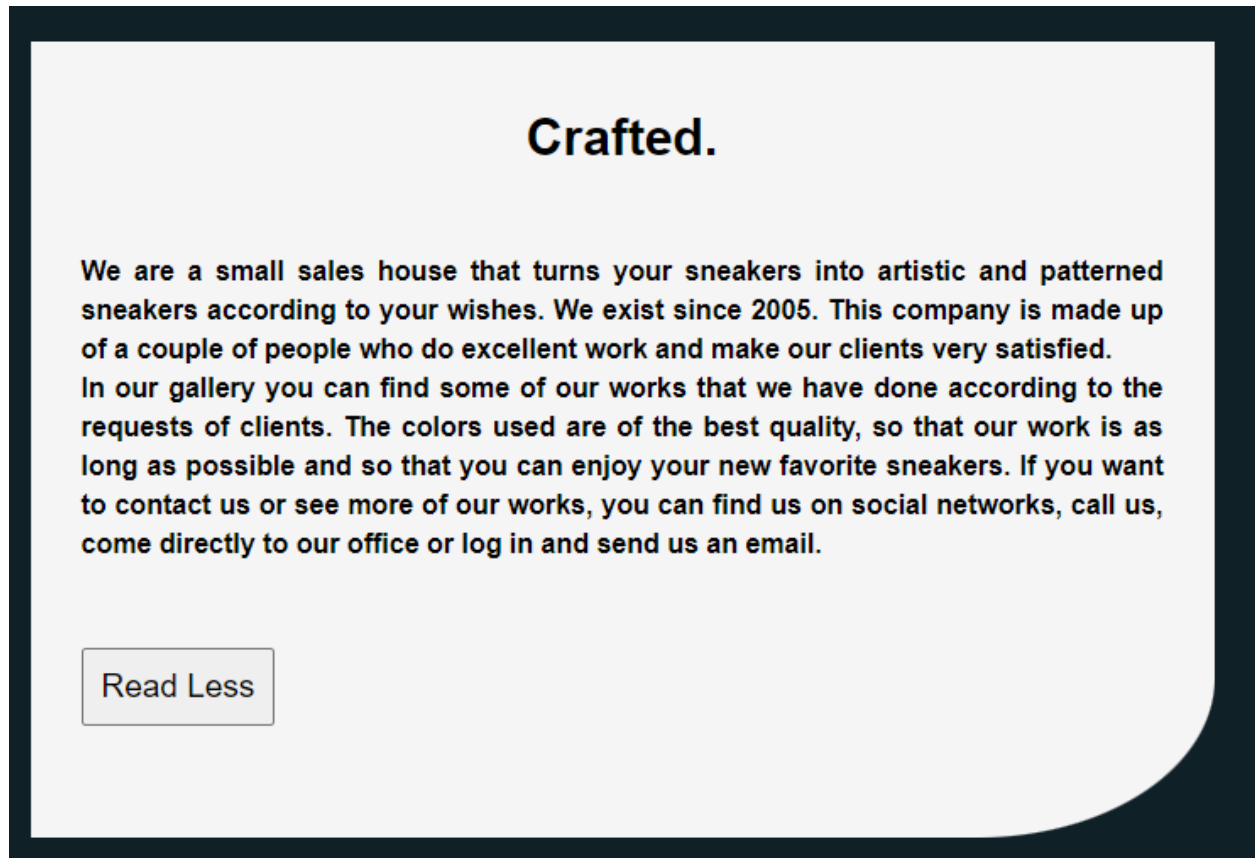 Crafted.
We are a small sales house that turns your sneakers into artistic and patterned
sneakers according to your wishes. We exist since 2005. This company is made up
of a couple of people who do excellent work and make our clients very satisfied.
In our gallery you can find some of our works that we have done according to the
requests of clients. The colors used are of the best quality, so that our work is as
long as possible and so that you can enjoy your new favorite sneakers. If you want
to contact us or see more of our works, you can find us on social networks, call us,
come directly to our office or log in and send us an email.
Read Less